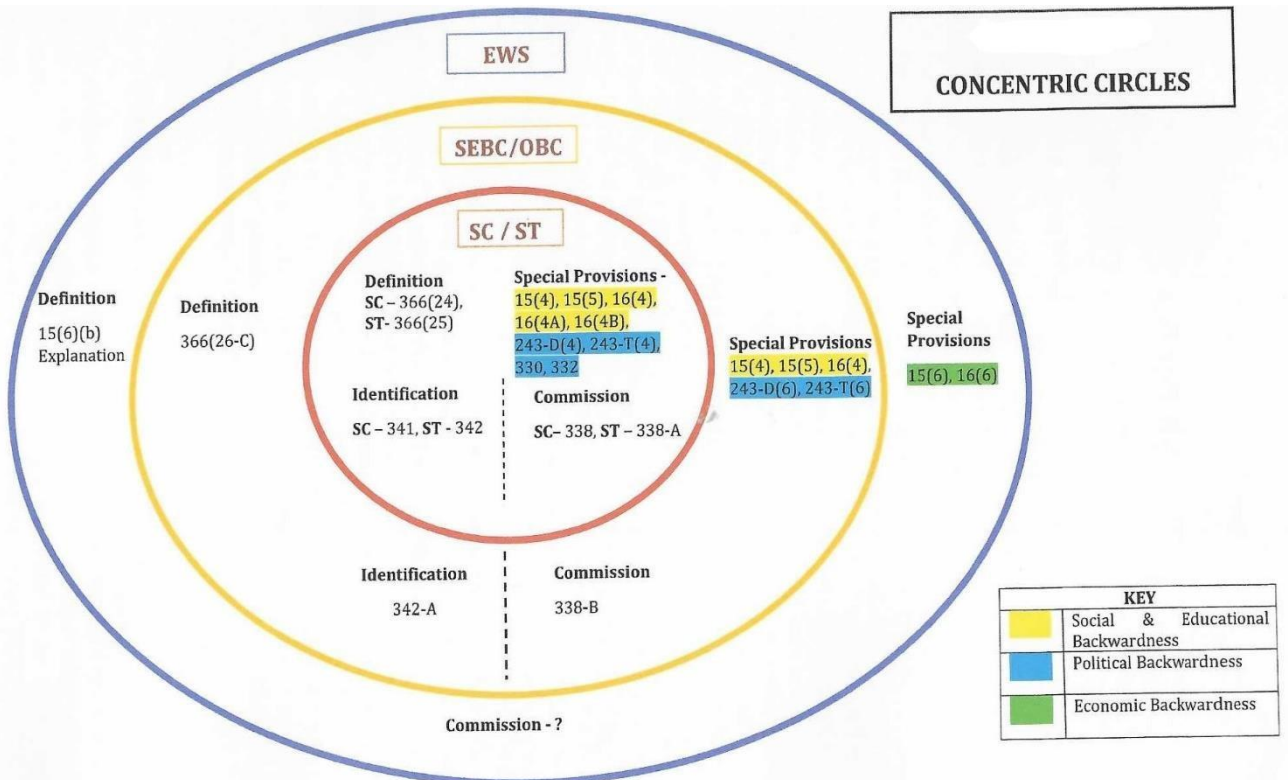 CONCENTRIC CIRCLES
EWS
SEBC/OBC
SC / ST
Definition
15(6)(b)
Explanation
Definition
366(26-C)
Definition
SC – 366(24),
ST- 366(25)
Special Provisions -
15(4), 15(5), 16(4),
16(4A), 16(4B),
243-D(4), 243-T(4),
330, 332
Identification
SC – 341, ST - 342
Commission
SC– 338, ST – 338-A
Special Provisions
15(4), 15(5), 16(4),
243-D(6), 243-T(6)
Special
Provisions
15(6), 16(6)
Identification
342-A
Commission
338-B
Commission - ?
KEY
Social & Educational
Backwardness
Political Backwardness
Economic Backwardness